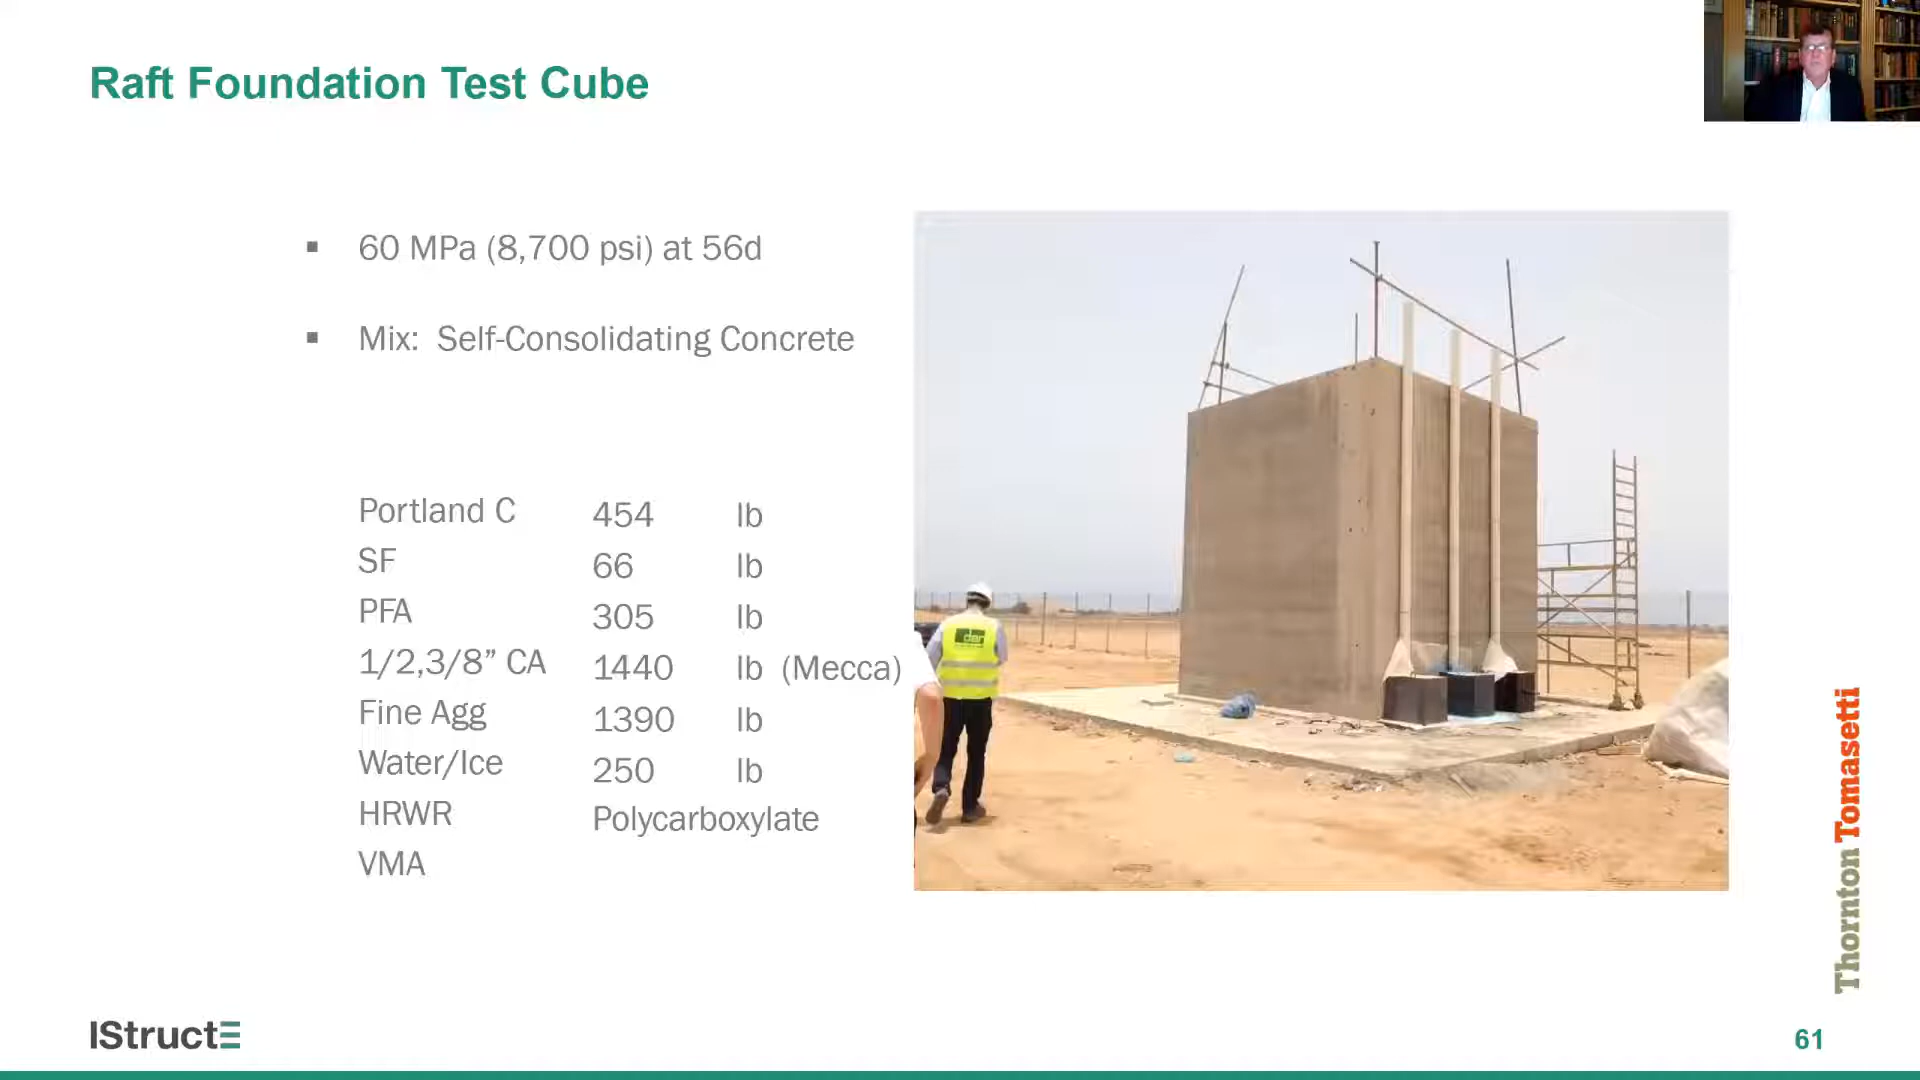 Raft Foundation Test Cube
▪ 60 MPa (8,700 psi) at 56d
▪ Mix: Self-Consolidating Concrete
Portland C 454 lb
SF 66 lb
PFA 305 lb
1/2,3/8” CA 1440 lb (Mecca)
Fine Agg 1390 lb
Water/Ice 250 lb
HRWR Polycarboxylate
VMA
dar
Thornton Tomasetti
IStructE
61